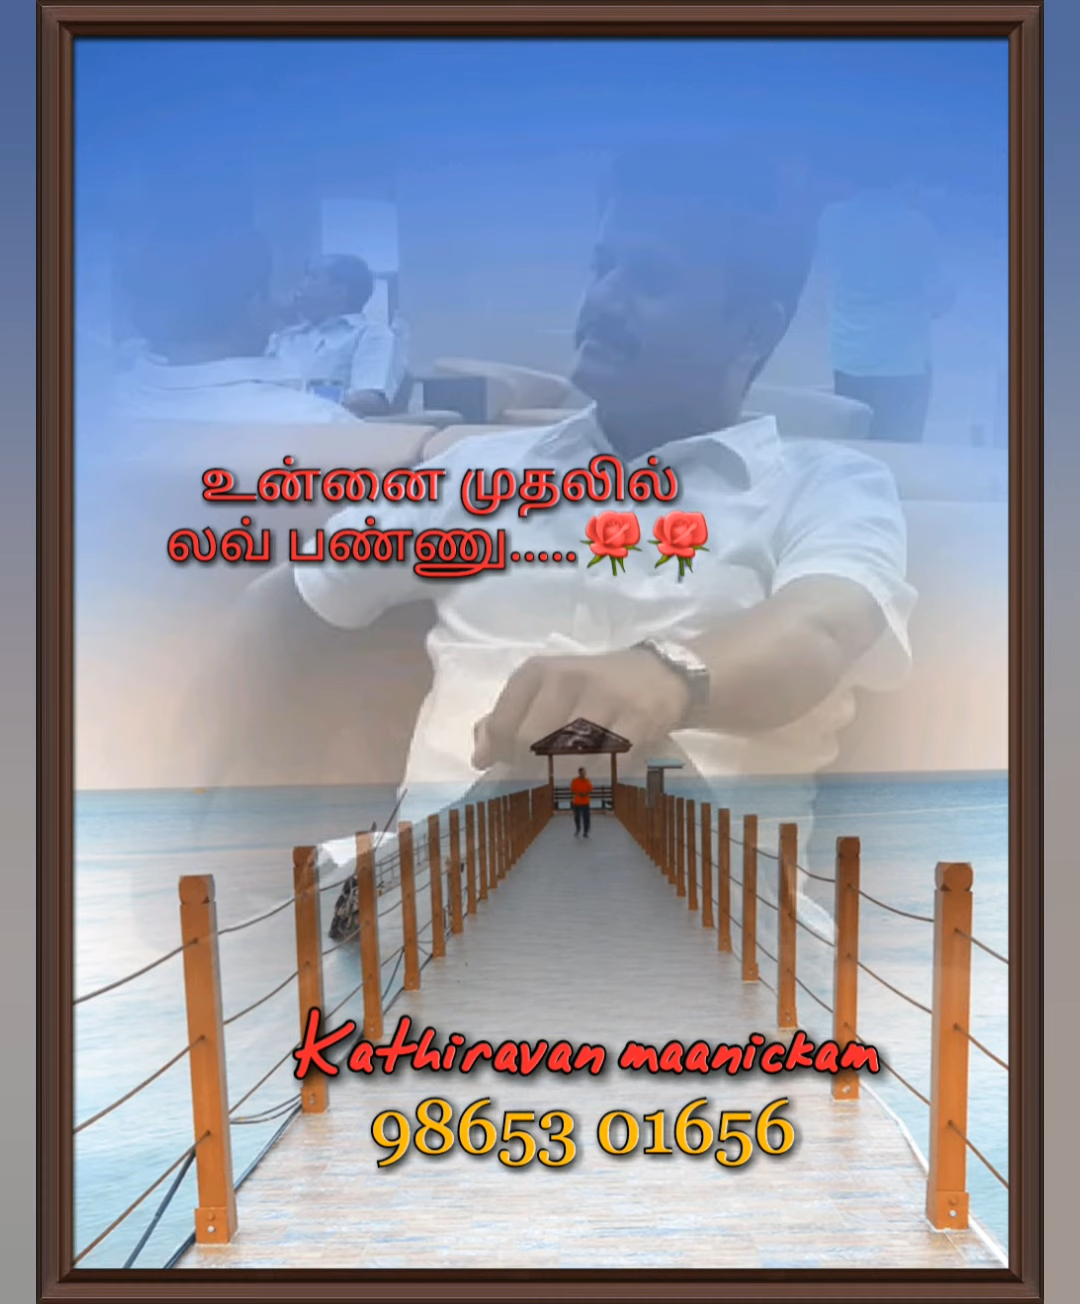 உன்னை முதலில்
லவ் பண்ணு.....🌹🌹
Kathiravan maanickam
98653 01656